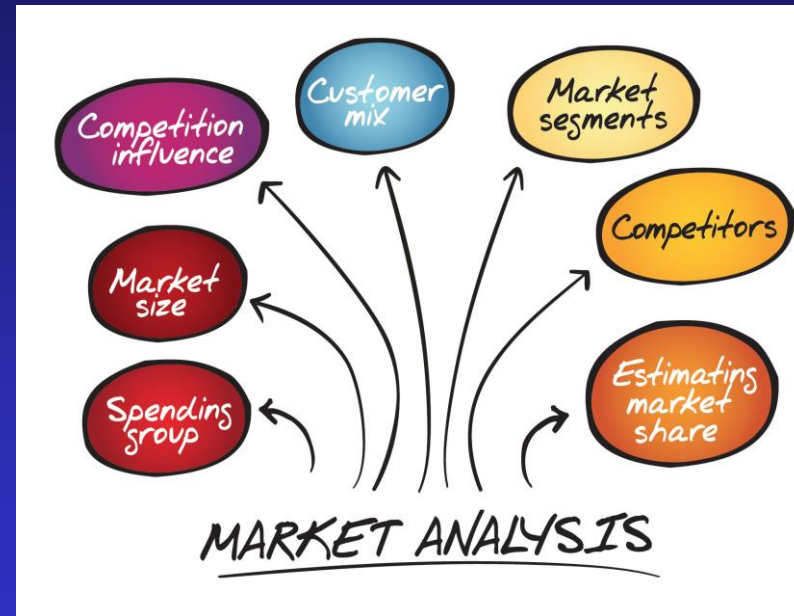 Competition
influence
Customer
mix
Market
segments
Competitors
Market
size
Spending
group
Estimating
market
share
MARKET ANALYSIS